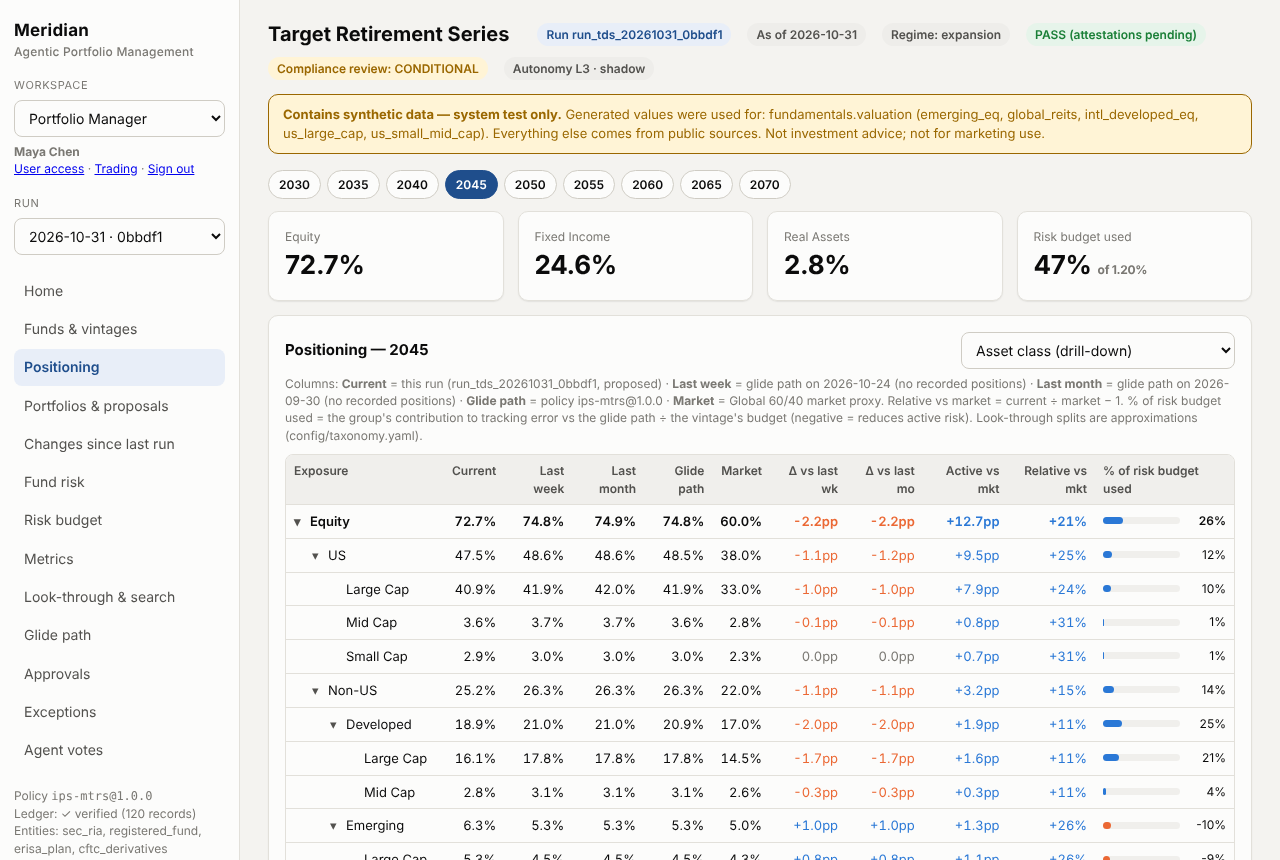 Meridian
Agentic Portfolio Management
WORKSPACE
Portfolio Manager
Maya Chen
User access · Trading · Sign out
RUN
2026-10-31 · 0bbdf1
Home
Funds & vintages
Positioning
Portfolios & proposals
Changes since last run
Fund risk
Risk budget
Metrics
Look-through & search
Glide path
Approvals
Exceptions
Agent votes
Policy ips-mtrs@1.0.0
Ledger: ✓ verified (120 records)
Entities: sec_ria, registered_fund,
erisa_plan, cftc_derivatives
Target Retirement Series Run run_tds_20261031_0bbdf1 As of 2026-10-31 Regime: expansion PASS (attestations pending)
Compliance review: CONDITIONAL Autonomy L3 · shadow
Contains synthetic data — system test only. Generated values were used for: fundamentals.valuation (emerging_eq, global_reits, intl_developed_eq,
us_large_cap, us_small_mid_cap). Everything else comes from public sources. Not investment advice; not for marketing use.
2030 2035 2040 2045 2050 2055 2060 2065 2070
Equity
72.7%
Fixed Income
24.6%
Real Assets
2.8%
Risk budget used
47% of 1.20%
Positioning — 2045
Asset class (drill-down)
Columns: Current = this run (run_tds_20261031_0bbdf1, proposed) · Last week = glide path on 2026-10-24 (no recorded positions) · Last month = glide path on 2026-
09-30 (no recorded positions) · Glide path = policy ips-mtrs@1.0.0 · Market = Global 60/40 market proxy. Relative vs market = current ÷ market − 1. % of risk budget
used = the group's contribution to tracking error vs the glide path ÷ the vintage's budget (negative = reduces active risk). Look-through splits are approximations
(config/taxonomy.yaml).
Exposure Current Last week Last month Glide path Market Δ vs last wk Δ vs last mo Active vs mkt Relative vs mkt % of risk budget used
▾ Equity 72.7% 74.8% 74.9% 74.8% 60.0% -2.2pp -2.2pp +12.7pp +21% 26%
▾ US 47.5% 48.6% 48.6% 48.5% 38.0% -1.1pp -1.2pp +9.5pp +25% 12%
Large Cap 40.9% 41.9% 42.0% 41.9% 33.0% -1.0pp -1.0pp +7.9pp +24% 10%
Mid Cap 3.6% 3.7% 3.7% 3.6% 2.8% -0.1pp -0.1pp +0.8pp +31% 1%
Small Cap 2.9% 3.0% 3.0% 3.0% 2.3% 0.0pp 0.0pp +0.7pp +31% 1%
▾ Non-US 25.2% 26.3% 26.3% 26.3% 22.0% -1.1pp -1.1pp +3.2pp +15% 14%
▾ Developed 18.9% 21.0% 21.0% 20.9% 17.0% -2.0pp -2.0pp +1.9pp +11% 25%
Large Cap 16.1% 17.8% 17.8% 17.8% 14.5% -1.7pp -1.7pp +1.6pp +11% 21%
Mid Cap 2.8% 3.1% 3.1% 3.1% 2.6% -0.3pp -0.3pp +0.3pp +11% 4%
▾ Emerging 6.3% 5.3% 5.3% 5.3% 5.0% +1.0pp +1.0pp +1.3pp +26% -10%
Large Cap 5.3% 4.5% 4.5% 4.5% 4.3% +0.8pp +0.8pp +1.1pp +26% -9%